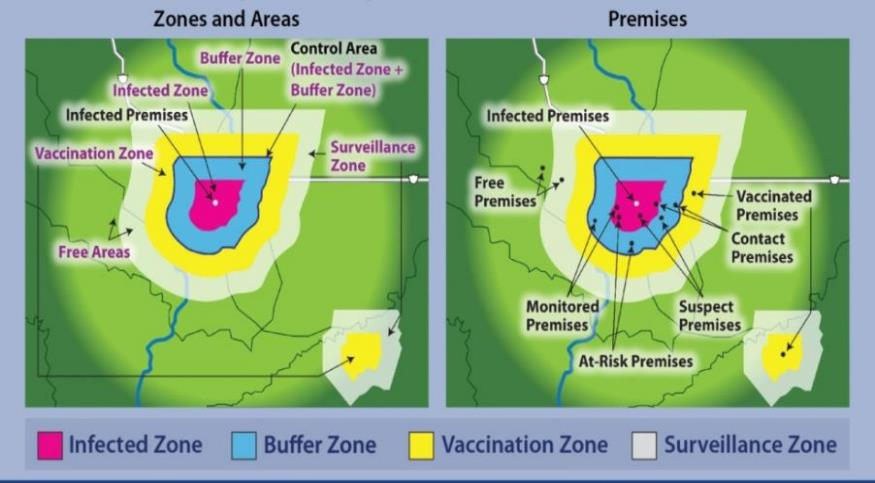 Zones and Areas
Buffer Zone
Control Area
(Infected Zone +
Buffer Zone)
Infected Zone
Infected Premises
Vaccination Zone
Surveillance
Zone
Free Areas
Premises
Infected Premises
Free
Premises
Vaccinated
Premises
Contact
Premises
Monitored
Premises
Suspect
Premises
At-Risk Premises
Infected Zone
Buffer Zone
Vaccination Zone
Surveillance Zone